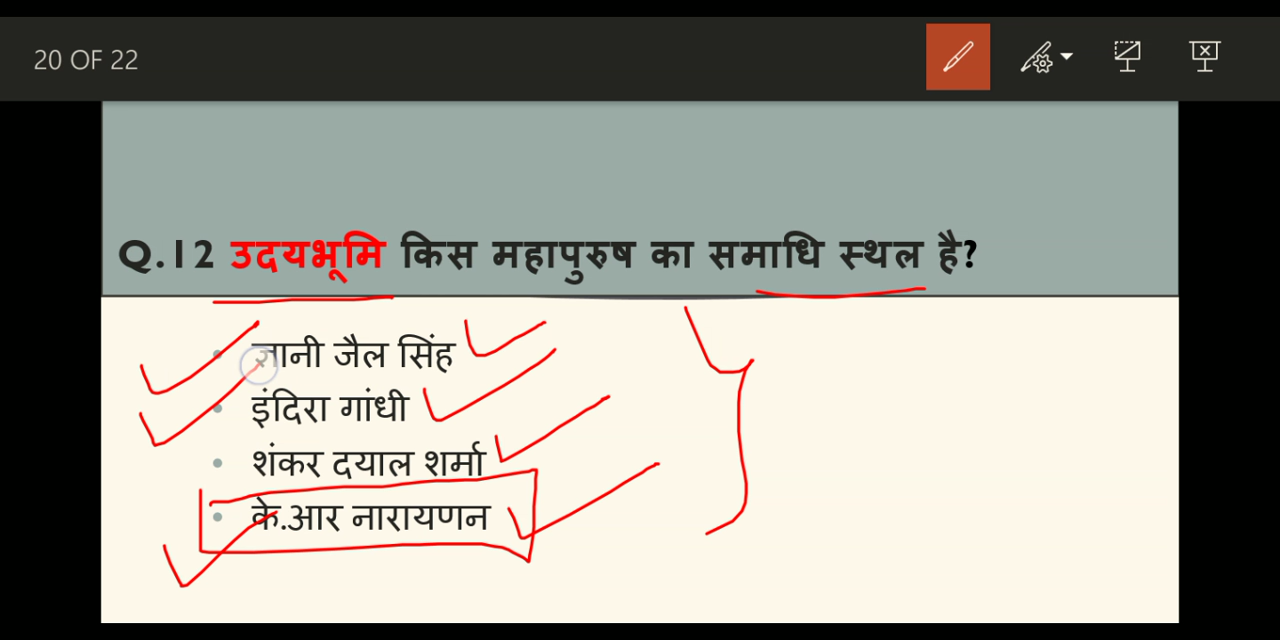 20 OF 22
Q.12 उदयभूमि किस महापुरुष का समाधि स्थल है?
• ज्ञानी जैल सिंह
• इंदिरा गांधी
• शंकर दयाल शर्मा
• के.आर नारायणन